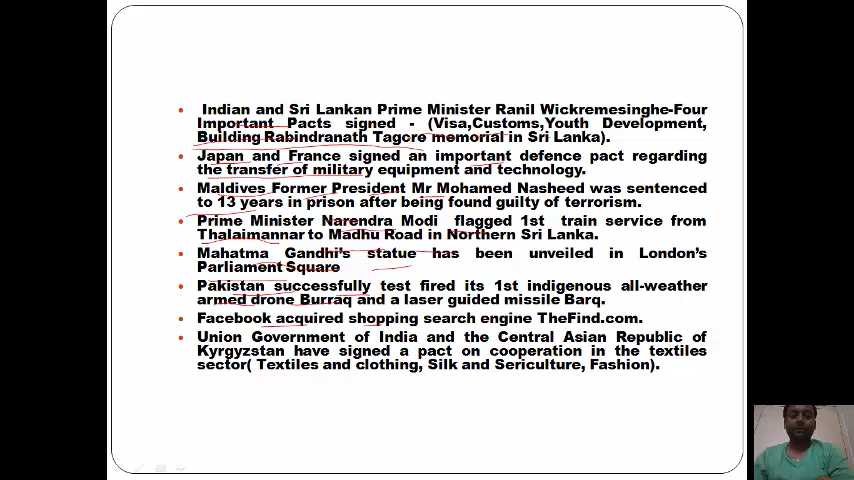 Indian and Sri Lankan Prime Minister Ranil Wickremesinghe-Four
Important Pacts signed - (Visa,Customs,Youth Development,
Building Rabindranath Tagore memorial in Sri Lanka).
Japan and France signed an important defence pact regarding
the transfer of military equipment and technology.
Maldives Former President Mr Mohamed Nasheed was sentenced
to 13 years in prison after being found guilty of terrorism.
Prime Minister Narendra Modi flagged 1st train service from
Thalaimannar to Madhu Road in Northern Sri Lanka.
Mahatma Gandhi's statue has been unveiled in London's
Parliament Square
Pakistan successfully test fired its 1st indigenous all-weather
armed drone Burraq and a laser guided missile Barq.
Facebook acquired shopping search engine TheFind.com.
Union Government of India and the Central Asian Republic of
Kyrgyzstan have signed a pact on cooperation in the textiles
sector( Textiles and clothing, Silk and Sericulture, Fashion).